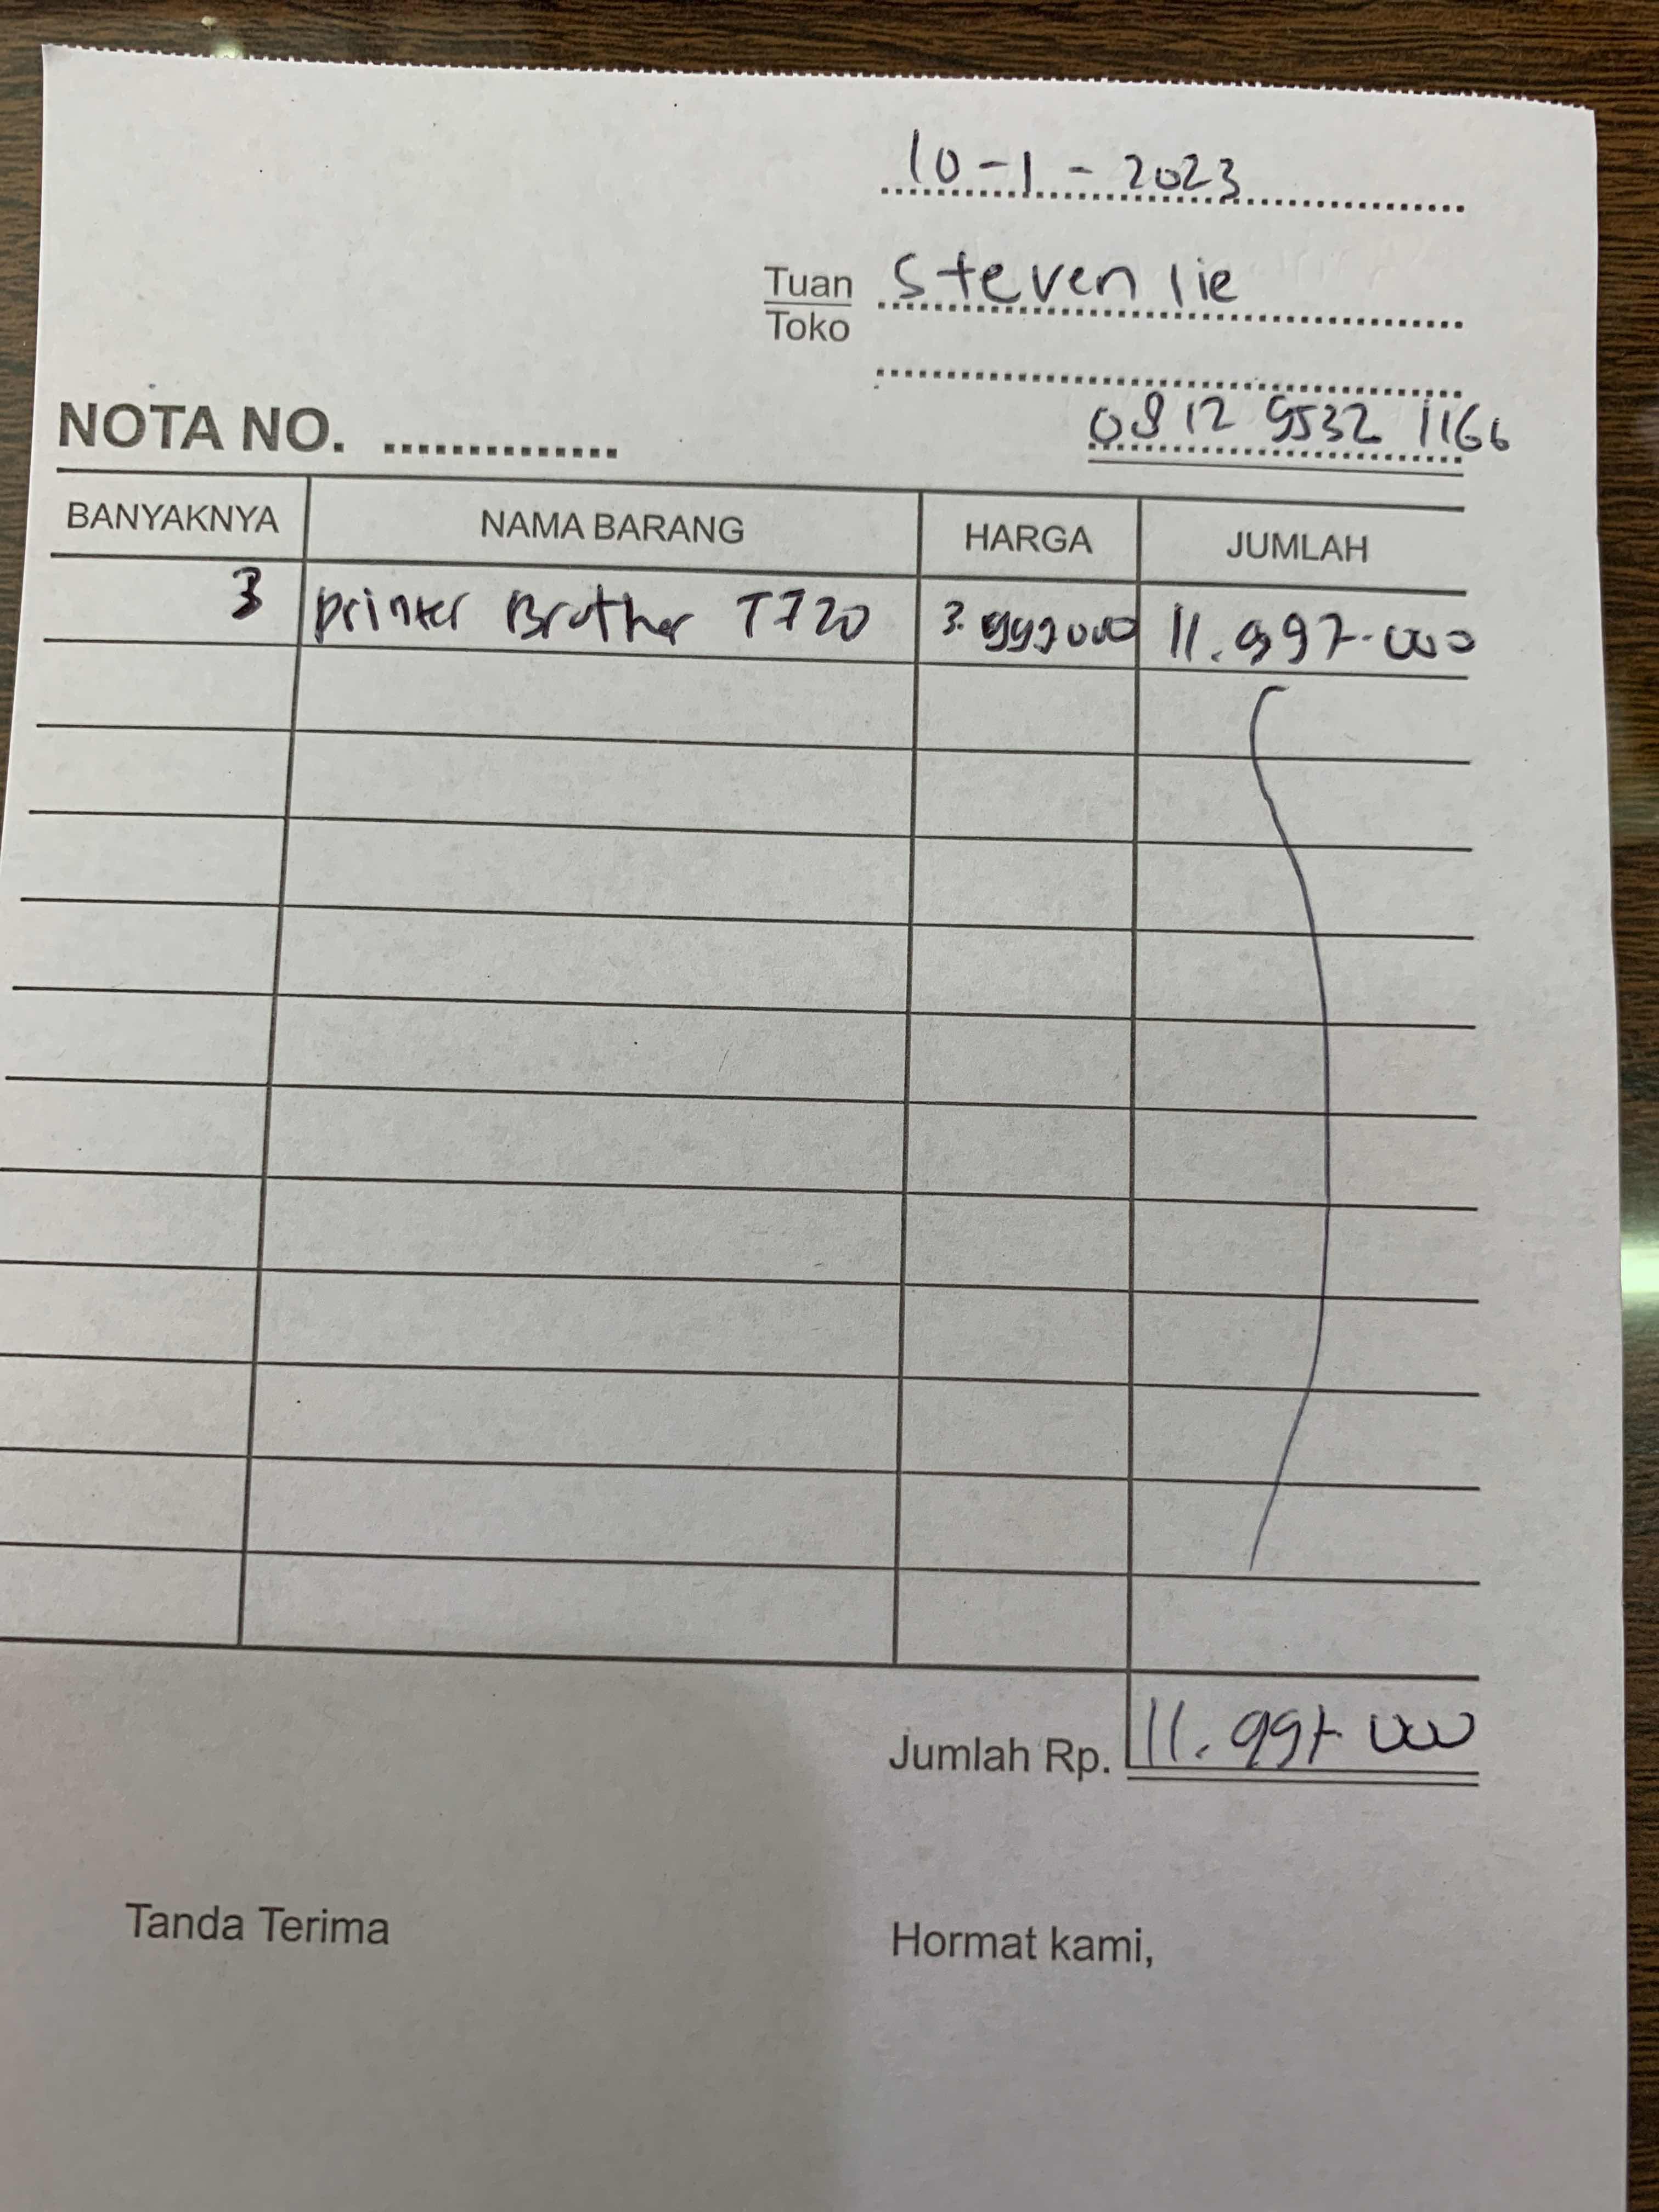 10-1-2023
Tuan Steven lie
Toko
0812 9532 1166
NOTA NO. ..............
BANYAKNYA NAMA BARANG HARGA JUMLAH
3 printer Brother T720 3.999000 11.997.000
Jumlah Rp. 11.997.000
Tanda Terima Hormat kami,